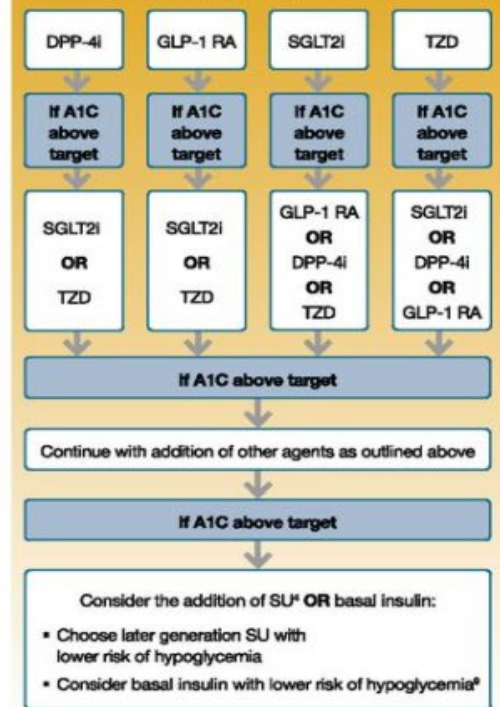 DPP-4i
GLP-1 RA
SGLT2i
TZD
If A1C
above
target
If A1C
above
target
If A1C
above
target
If A1C
above
target
SGLT2i
OR
TZD
SGLT2i
OR
TZD
GLP-1 RA
OR
DPP-4i
OR
TZD
SGLT2i
OR
DPP-4i
OR
GLP-1 RA
If A1C above target
Continue with addition of other agents as outlined above
If A1C above target
Consider the addition of SU OR basal insulin:
▪ Choose later generation SU with
lower risk of hypoglycemia
▪ Consider basal insulin with lower risk of hypoglycemia